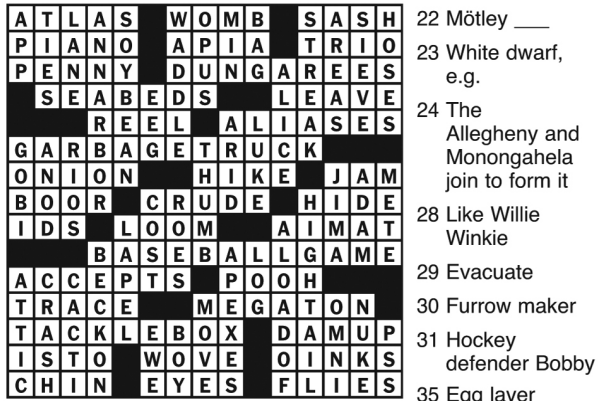 ATLAS WOMB SASH
PIANO APIA TRIO
PENNY DUNGAREES
SEABEDS LEAVE
REEL ALIASES
GARBAGETRUCK
ONION HIKE JAM
BOOR CRUDE HIDE
IDS LOOM AIMAT
BASEBALLGAME
ACCEPTS POOH
TRACE MEGATON
TACKLEBOX DAMUP
ISTO WOVE OINKS
CHIN EYES FLIES
22 Mötley ___
23 White dwarf,
e.g.
24 The
Allegheny and
Monongahela
join to form it
28 Like Willie
Winkie
29 Evacuate
30 Furrow maker
31 Hockey
defender Bobby
35 Egg layer